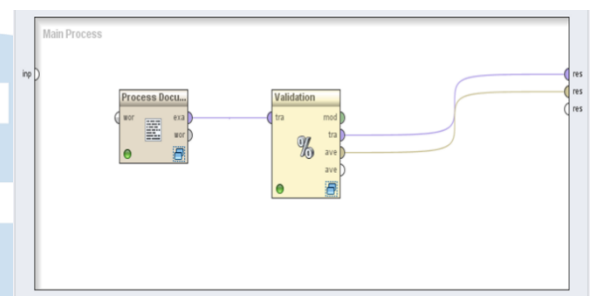 Main Process
inp
res
res
res
Process Docu...
wor
exa
wor
Validation
tra
mod
tra
ave
ave
%